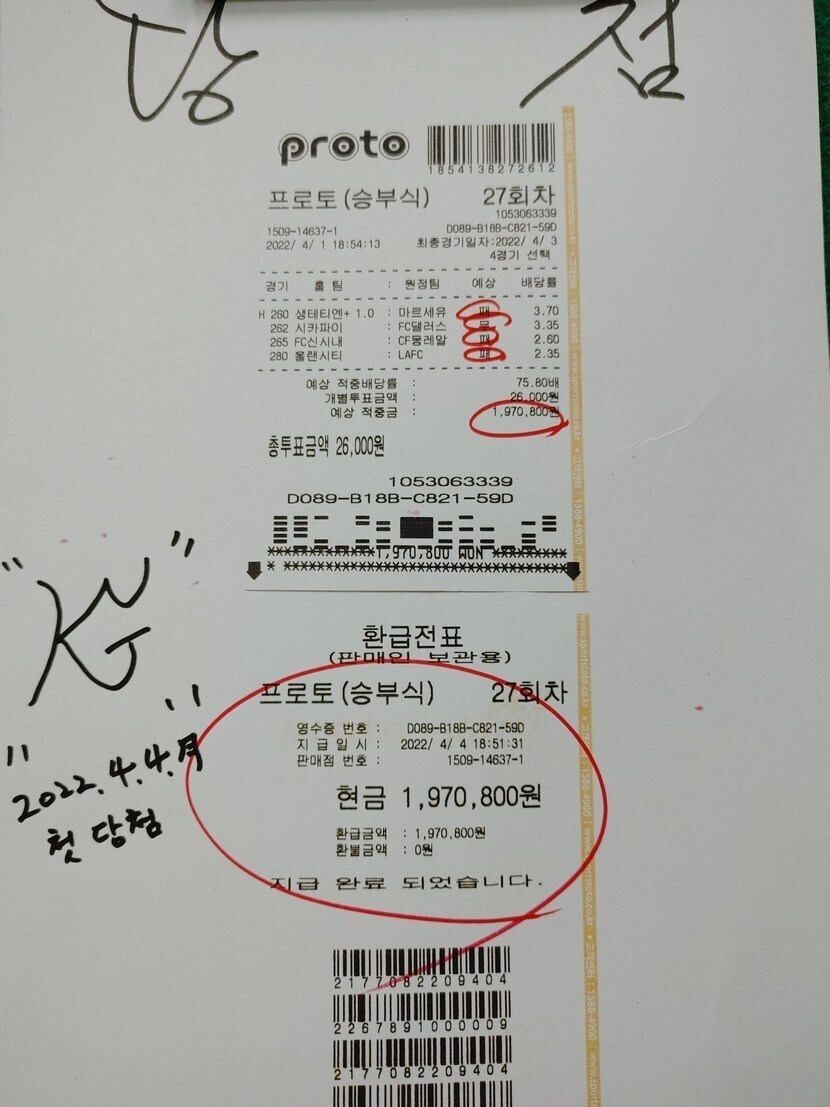 당 점
proto
1854138272612
프로토(승부식) 27회차
1053063339
1509-14637-1 D089-B18B-C821-59D
2022/ 4/ 1 18:54:13 최종경기일자:2022/ 4/ 3
4경기 선택
경기 홈 팀 : 원정팀 예상 배당률
H 260 생테티엔+ 1.0 : 마르세유 패 3.70
262 시카파이 : FC댈러스 무 3.35
265 FC신시내 : CF몽레알 패 2.60
280 올랜시티 : LAFC 패 2.35
예상 적중배당률 : 75.80배
개별투표금액 : 26,000원
예상 적중금 : 1,970,800원
총투표금액 26,000원
1053063339
D089-B18B-C821-59D
1,970,800 WON
환급전표
(판매인 보관용)
프로토(승부식) 27회차
영수증 번호 : D089-B18B-C821-59D
지 급 일 시 : 2022/ 4/ 4 18:51:31
판매점 번호 : 1509-14637-1
현금 1,970,800원
환급금액 : 1,970,800원
환불금액 : 0원
지급 완료 되었습니다.
"2022.4.4.月
첫 당첨
2177082209404
2267891000009
2177082209404